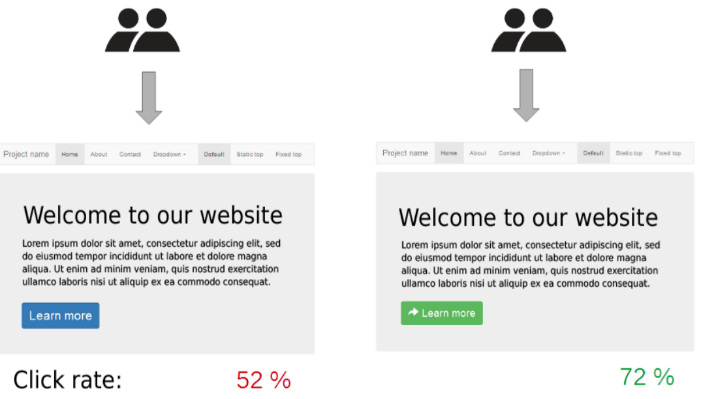 Project name Home About Contact Dropdown Default Static top Fixed top
Welcome to our website
Lorem ipsum dolor sit amet, consectetur adipiscing elit, sed
do eiusmod tempor incididunt ut labore et dolore magna
aliqua. Ut enim ad minim veniam, quis nostrud exercitation
ullamco laboris nisi ut aliquip ex ea commodo consequat.
Learn more
Project name Home About Contact Dropdown Default Static top Fixed top
Welcome to our website
Lorem ipsum dolor sit amet, consectetur adipiscing elit, sed
do eiusmod tempor incididunt ut labore et dolore magna
aliqua. Ut enim ad minim veniam, quis nostrud exercitation
ullamco laboris nisi ut aliquip ex ea commodo consequat.
Learn more
Click rate: 52 % 72 %